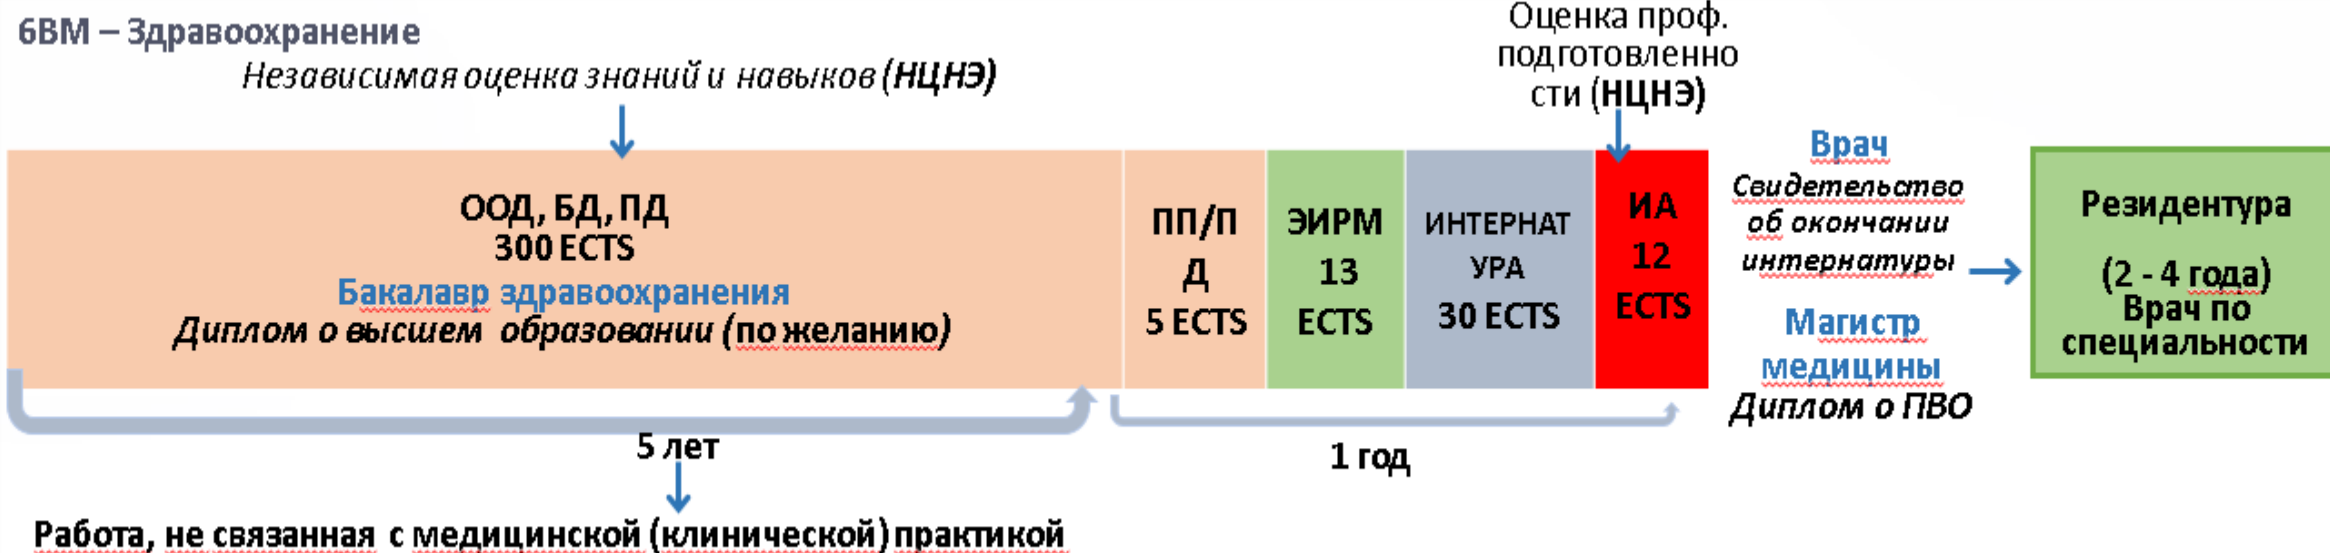 6ВМ – Здравоохранение
Независимая оценка знаний и навыков (НЦНЭ)
Оценка проф.
подготовленно
сти (НЦНЭ)
ООД, БД, ПД
300 ECTS
Бакалавр здравоохранения
Диплом о высшем образовании (по желанию)
ПП/П
Д
5 ECTS
ЭИРМ
13
ECTS
ИНТЕРНАТ
УРА
30 ECTS
ИА
12
ECTS
Врач
Свидетельство
об окончании
интернатуры
Магистр
медицины
Диплом о ПВО
Резидентура
(2 - 4 года)
Врач по
специальности
5 лет
1 год
Работа, не связанная с медицинской (клинической) практикой